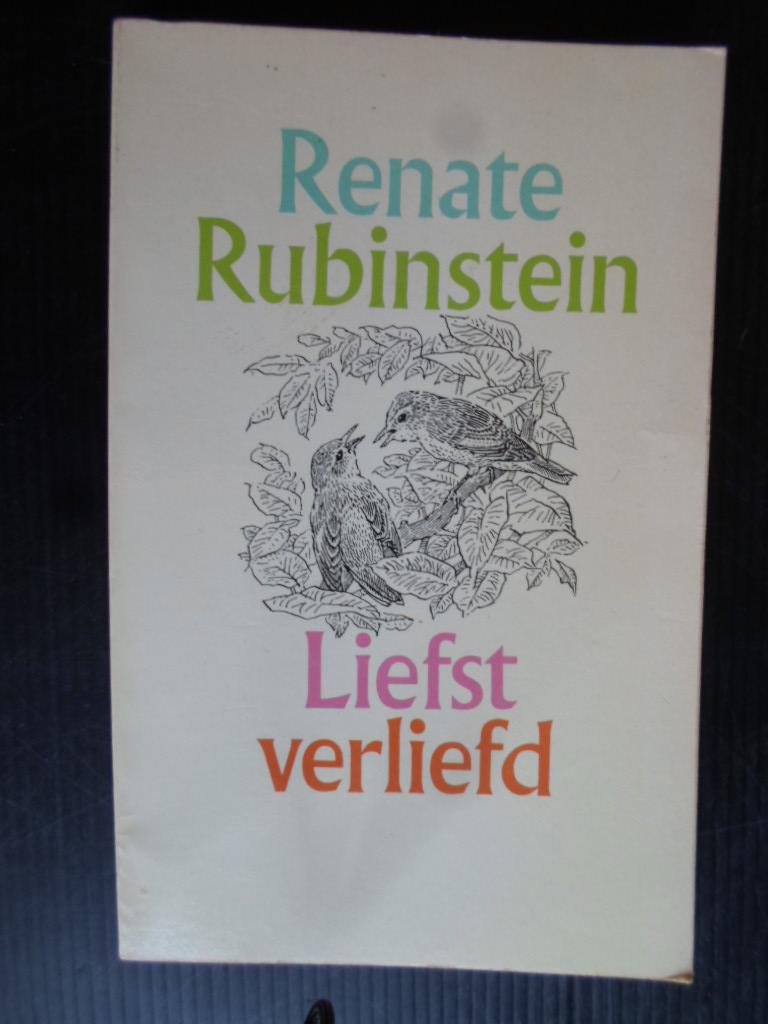 Renate
Rubinstein
Liefst
verliefd